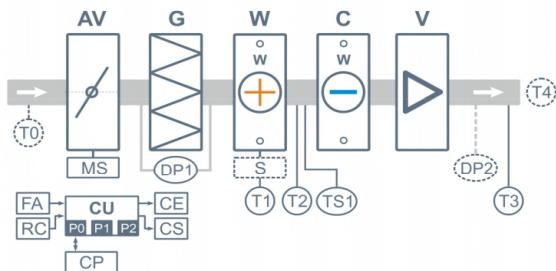 AV G W C V
w w
T0 T4
MS DP1 S DP2
T1 T2 TS1 T3
FA CU CE
RC P0 P1 P2 CS
CP